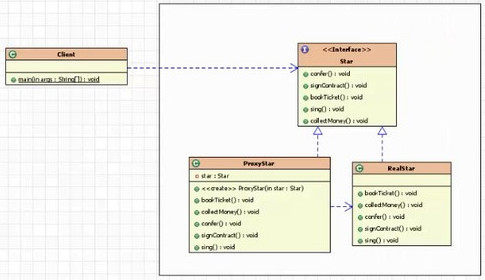 Client
main(in args : String[]) : void
<<Interface>>
Star
confer() : void
signContract() : void
bookTicket() : void
sing() : void
collectMoney() : void
ProxyStar
star : Star
<<create>> ProxyStar(in star : Star)
bookTicket() : void
collectMoney() : void
confer() : void
signContract() : void
sing() : void
RealStar
bookTicket() : void
collectMoney() : void
confer() : void
signContract() : void
sing() : void